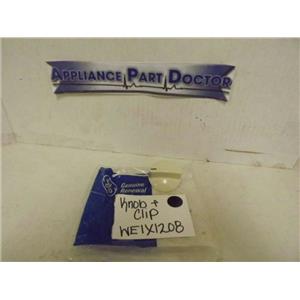 APPLIANCE PART DOCTOR
Genuine
Renewal
Knob +
Clip
WE1X1208